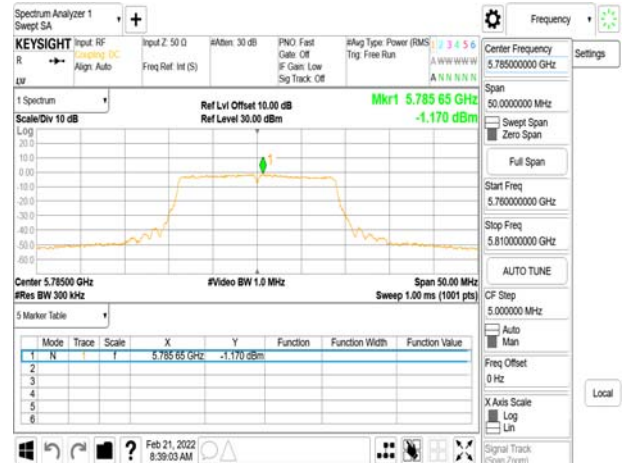 Spectrum Analyzer 1
Swept SA
+
Frequency
KEYSIGHT
R
LV
Input: RF
Coupling: DC
Align: Auto
Input Z: 50 Ω
Freq Ref: Int (S)
#Atten: 30 dB
PNO: Fast
Gate: Off
IF Gain: Low
Sig Track: Off
#Avg Type: Power (RMS
Trig: Free Run
1 2 3 4 5 6
A W W W W W
A N N N N N
Center Frequency
5.785000000 GHz
Settings
Span
50.0000000 MHz
Swept Span
Zero Span
Full Span
Start Freq
5.760000000 GHz
Stop Freq
5.810000000 GHz
AUTO TUNE
CF Step
5.000000 MHz
Auto
Man
Freq Offset
0 Hz
X Axis Scale
Log
Lin
Local
Signal Track
(Span Zoom)
1 Spectrum
Scale/Div 10 dB
Ref Lvl Offset 10.00 dB
Ref Level 30.00 dBm
Mkr1 5.785 65 GHz
-1.170 dBm
Log
20.0
10.0
0.00
-10.0
-20.0
-30.0
-40.0
-50.0
-60.0
1
Center 5.78500 GHz
#Res BW 300 kHz
#Video BW 1.0 MHz
Span 50.00 MHz
Sweep 1.00 ms (1001 pts)
5 Marker Table
Mode Trace Scale X Y Function Function Width Function Value
1 N 1 f 5.785 65 GHz -1.170 dBm
2
3
4
5
6
?
Feb 21, 2022
8:39:03 AM